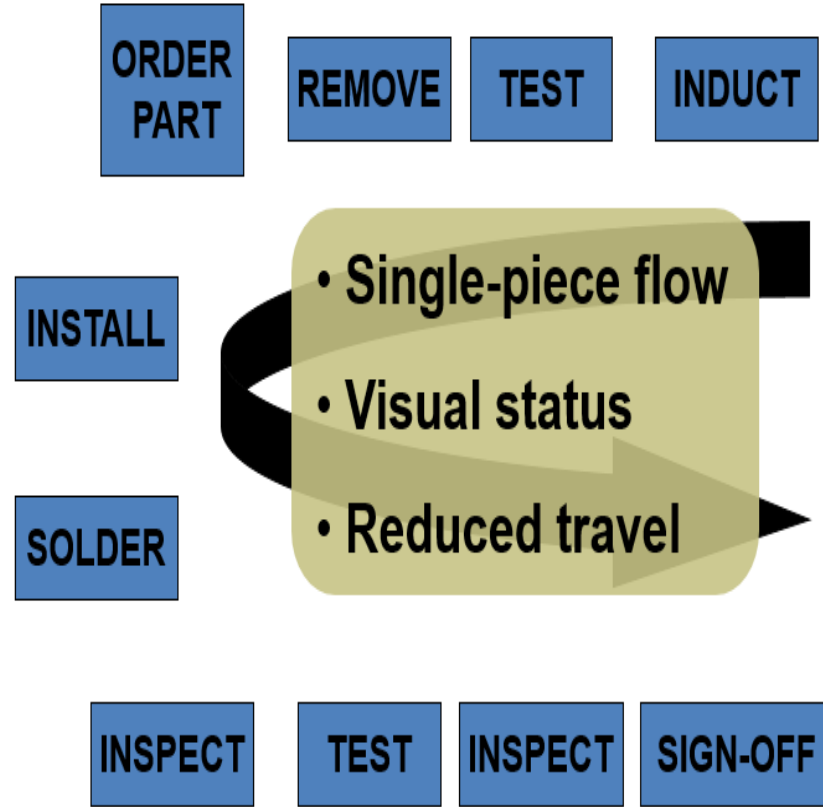 ORDER
PART
REMOVE
TEST
INDUCT
• Single-piece flow
INSTALL
• Visual status
• Reduced travel
SOLDER
INSPECT
TEST
INSPECT
SIGN-OFF